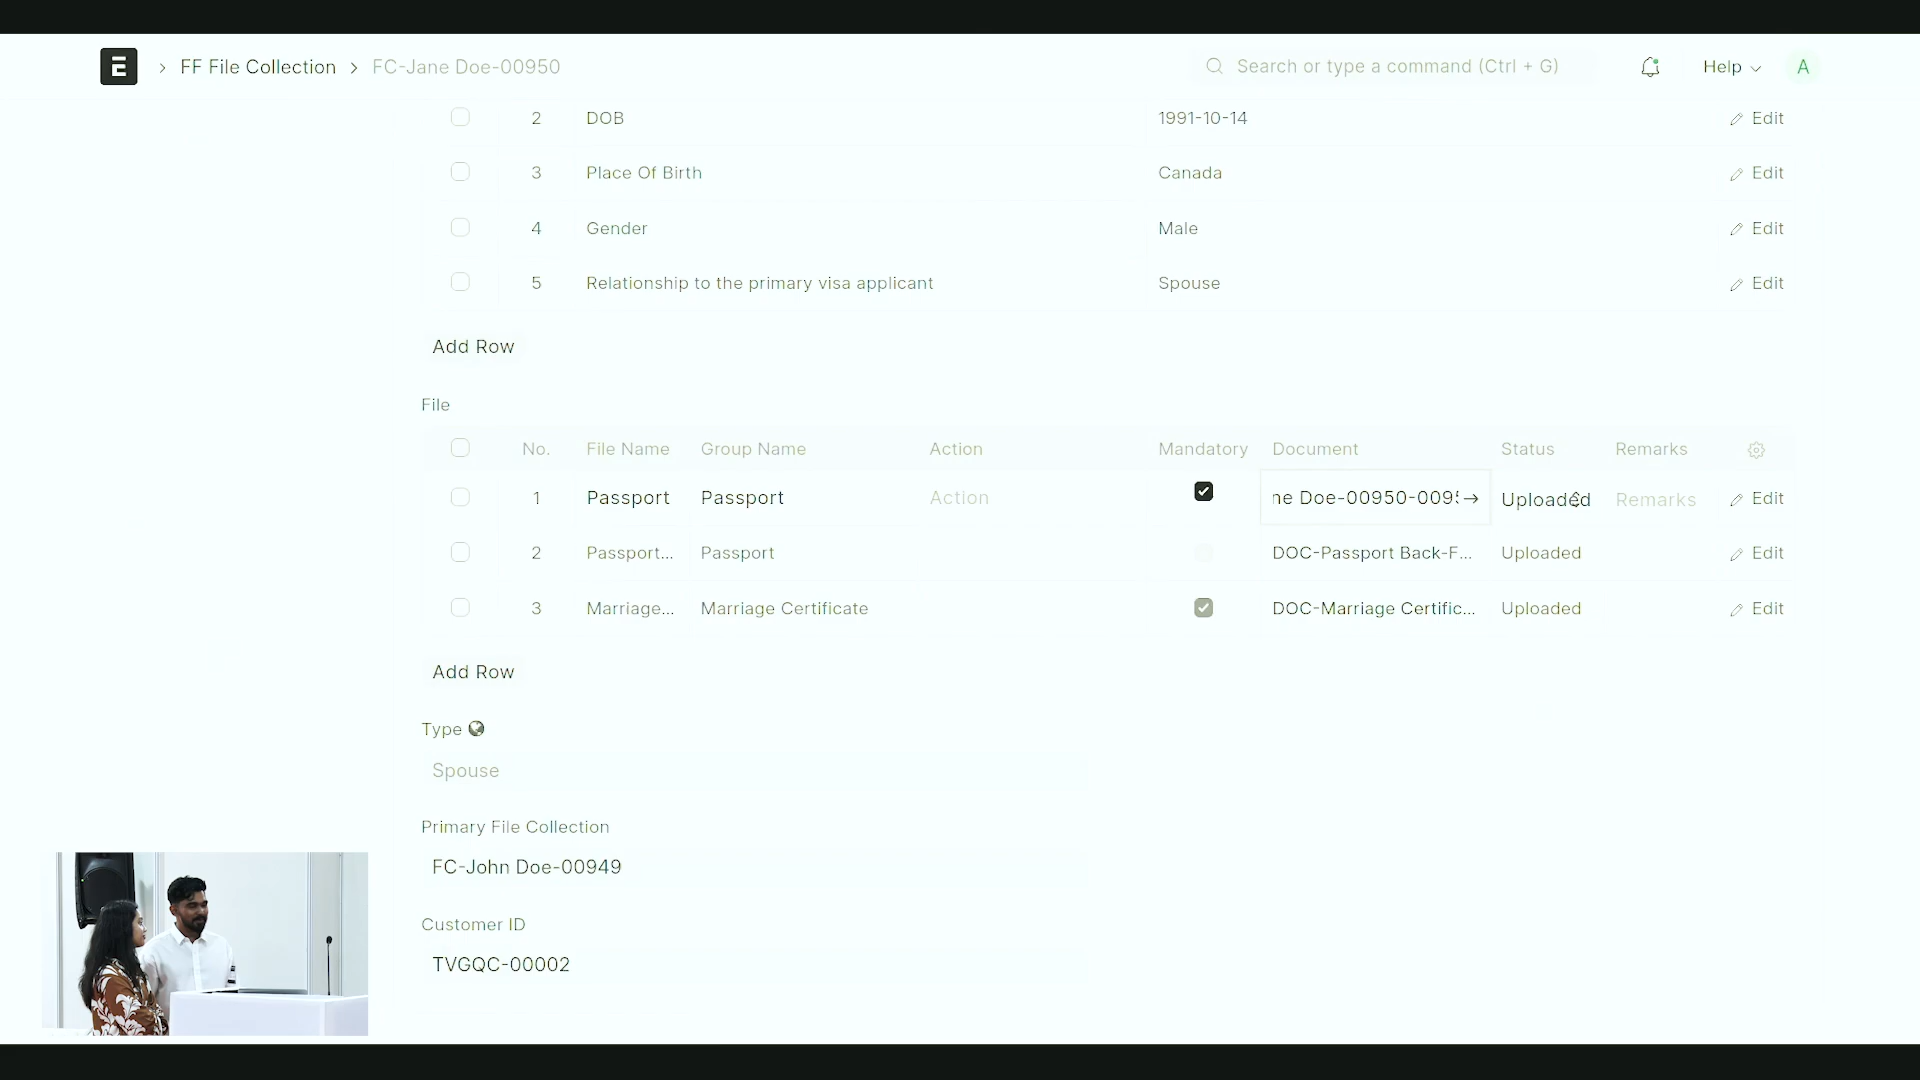 E > FF File Collection > FC-Jane Doe-00950 Search or type a command (Ctrl + G) Help A
2 DOB 1991-10-14 Edit
3 Place Of Birth Canada Edit
4 Gender Male Edit
5 Relationship to the primary visa applicant Spouse Edit
Add Row
File
No. File Name Group Name Action Mandatory Document Status Remarks
1 Passport Passport Action ne Doe-00950-009 → Uploaded Remarks Edit
2 Passport... Passport DOC-Passport Back-F... Uploaded Edit
3 Marriage... Marriage Certificate DOC-Marriage Certific... Uploaded Edit
Add Row
Type
Spouse
Primary File Collection
FC-John Doe-00949
Customer ID
TVGQC-00002